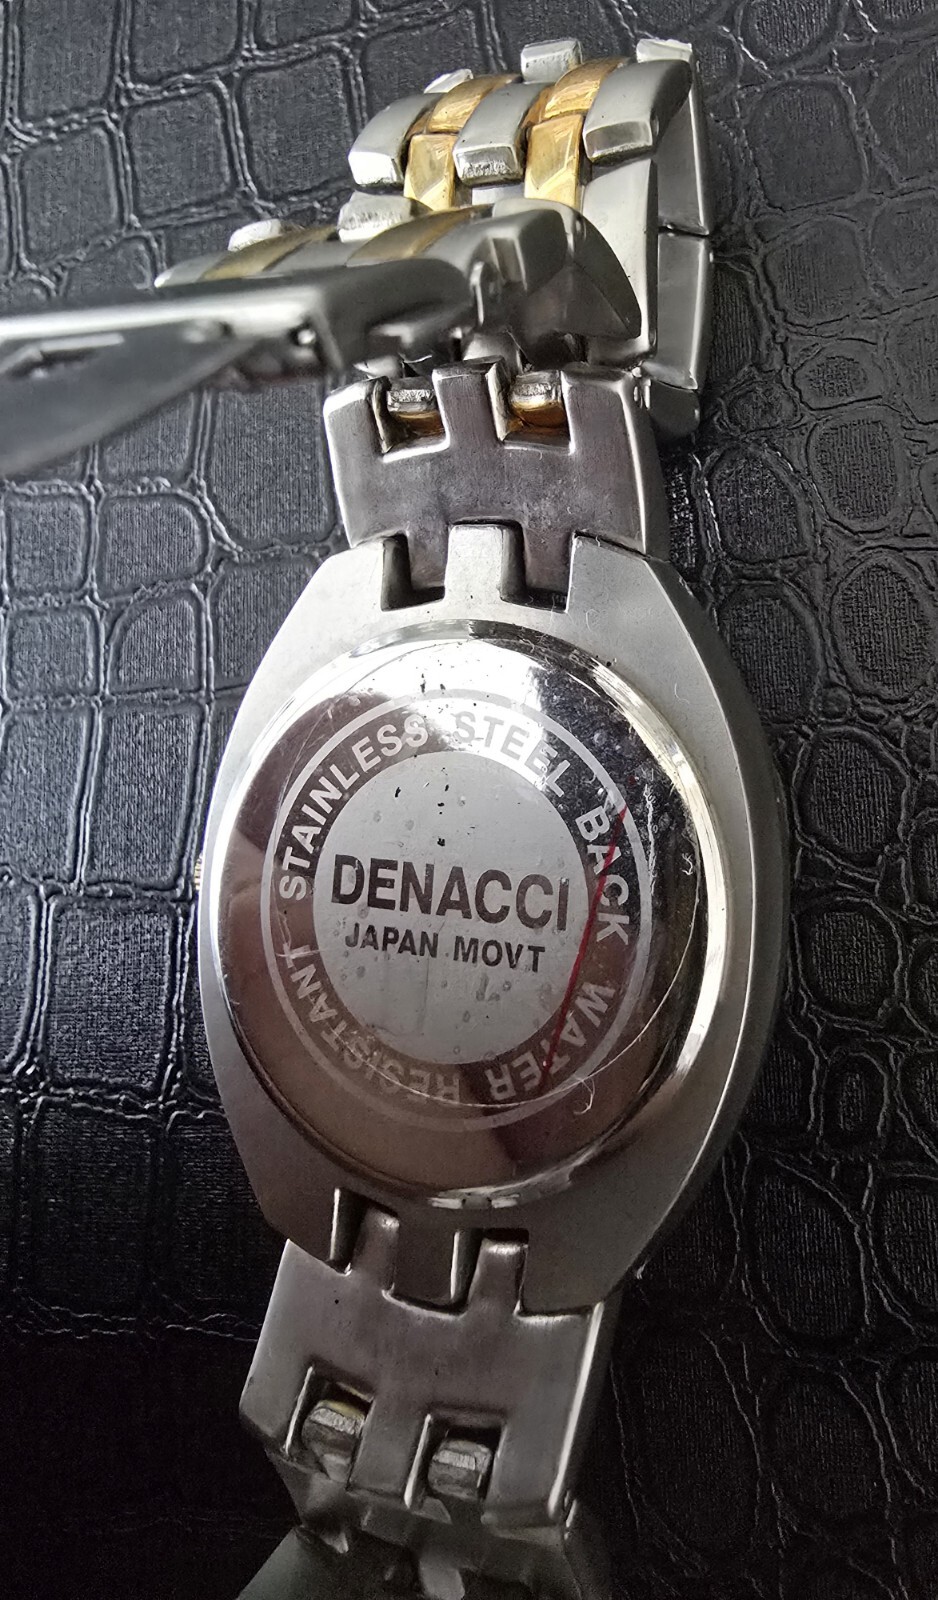 STAINLESS STEEL BACK WATER RESISTANT
DENACCI
JAPAN MOVT